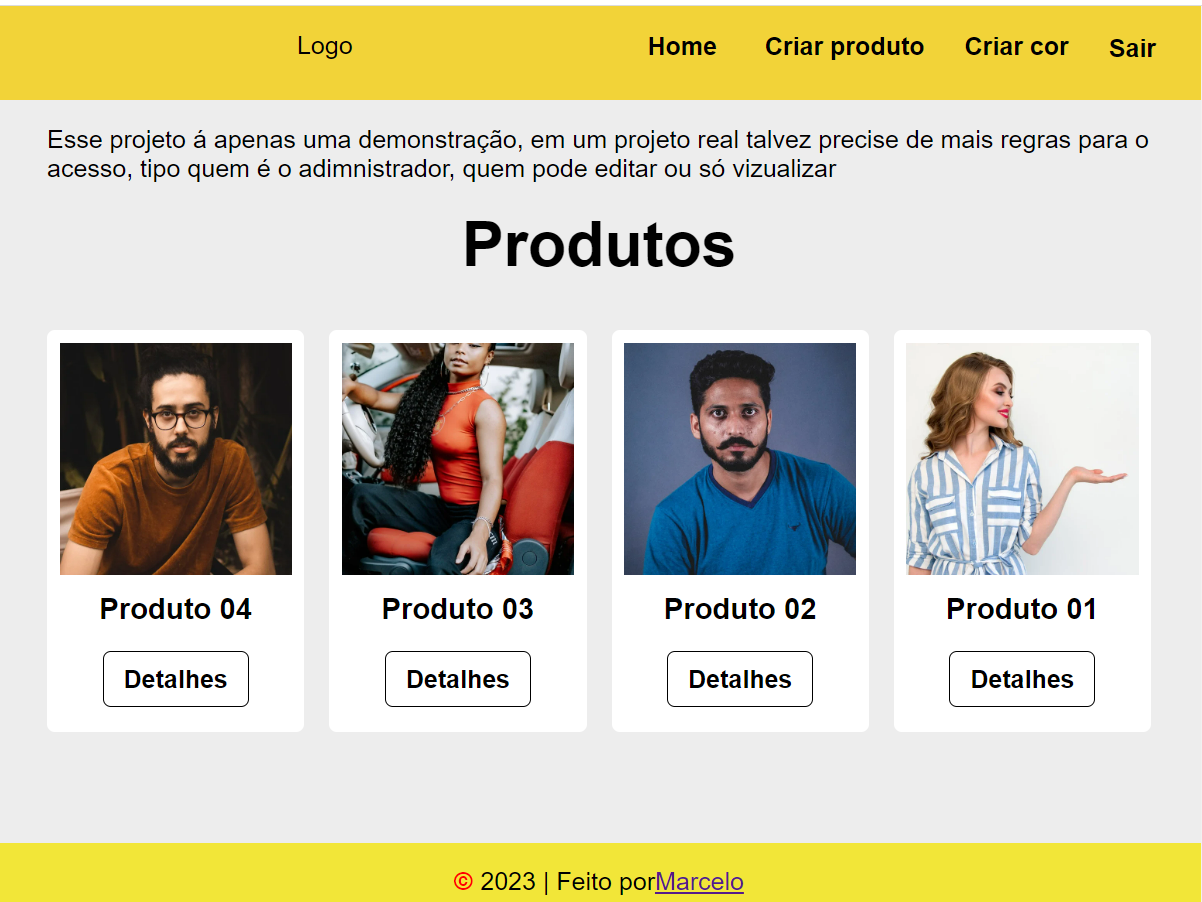 Logo
Home
Criar produto
Criar cor
Sair
Esse projeto á apenas uma demonstração, em um projeto real talvez precise de mais regras para o
acesso, tipo quem é o adimnistrador, quem pode editar ou só vizualizar
Produtos
Produto 04
Detalhes
Produto 03
Detalhes
Produto 02
Detalhes
Produto 01
Detalhes
© 2023 | Feito porMarcelo